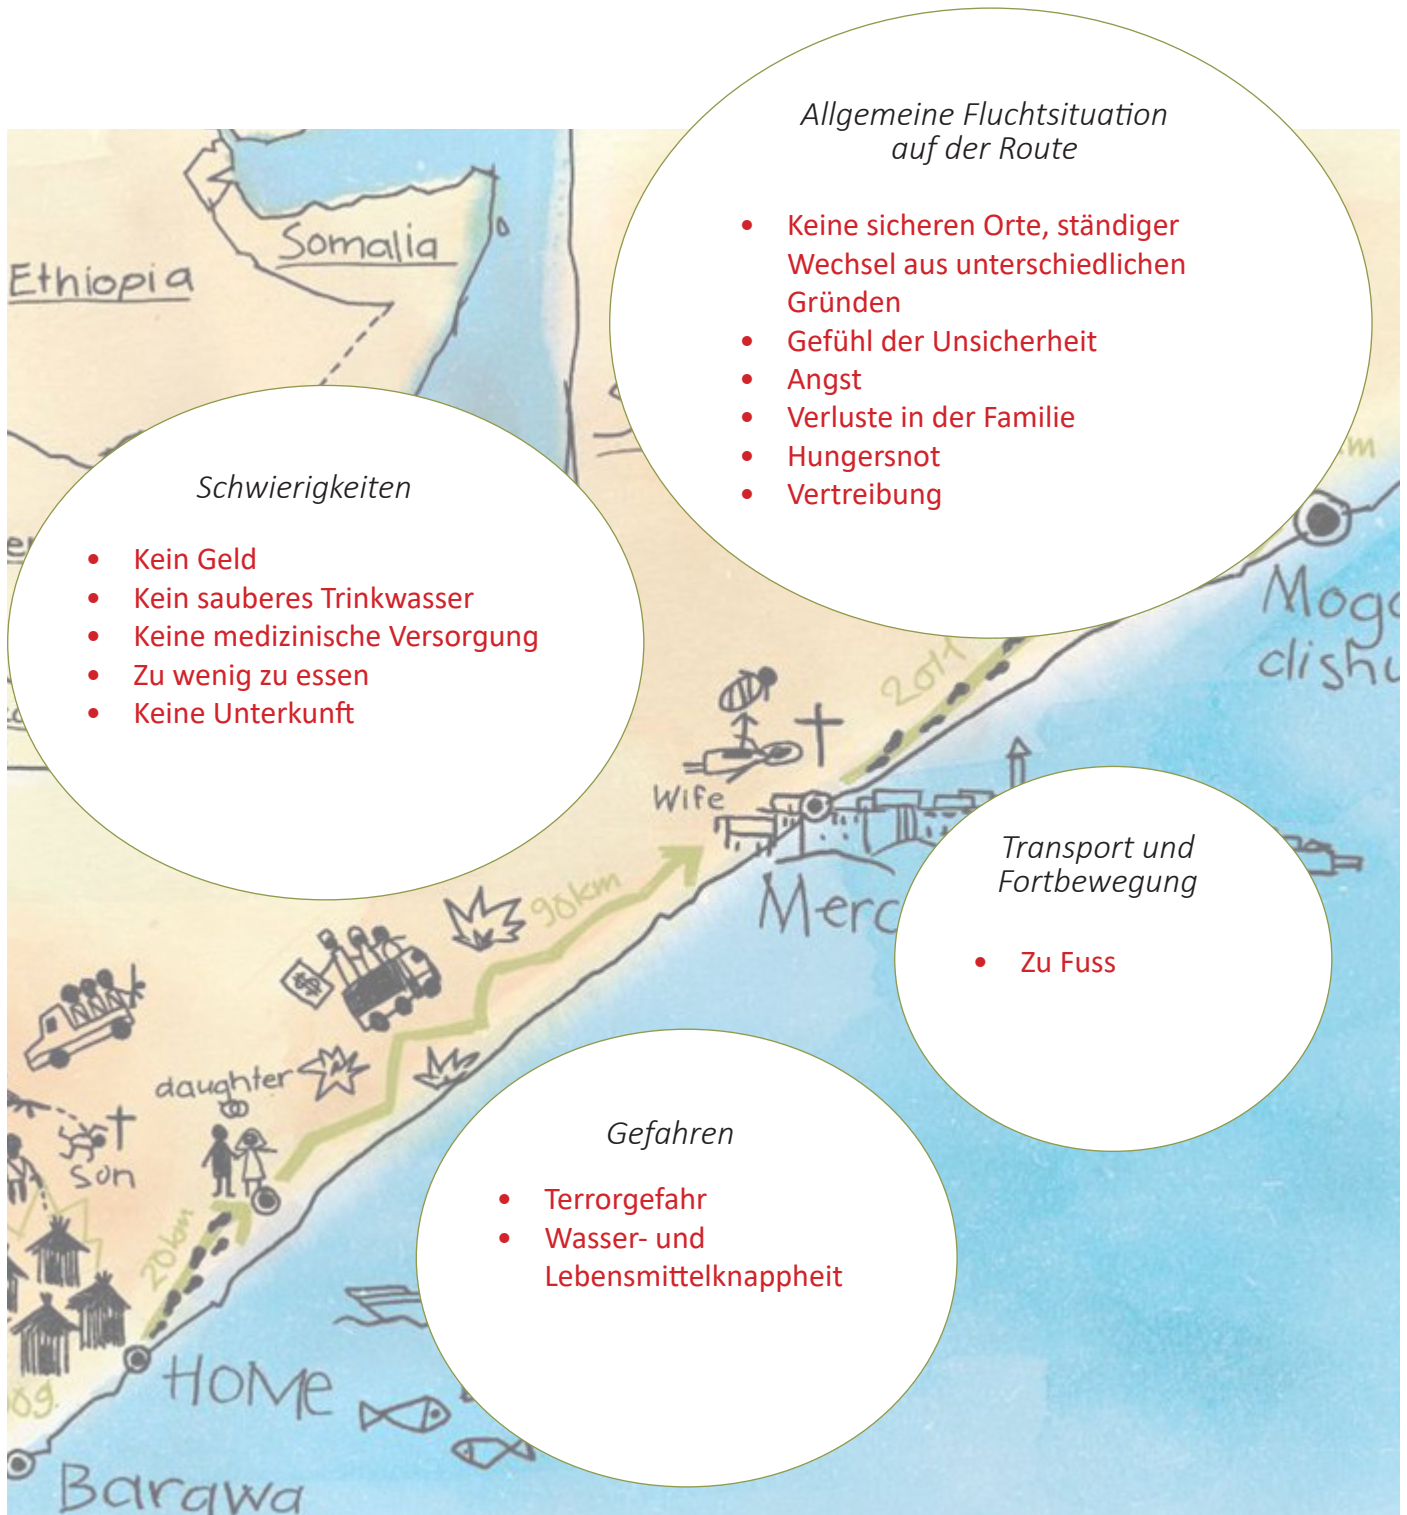 Allgemeine Fluchtsituation
auf der Route
• Keine sicheren Orte, ständiger
Wechsel aus unterschiedlichen
Gründen
• Gefühl der Unsicherheit
• Angst
• Verluste in der Familie
• Hungersnot
• Vertreibung
Somalia
Ethiopia
Schwierigkeiten
• Kein Geld
• Kein sauberes Trinkwasser
• Keine medizinische Versorgung
• Zu wenig zu essen
• Keine Unterkunft
Moga
dishu
2011
Wife
Merc
Transport und
Fortbewegung
• Zu Fuss
90km
$
daughter
son
20km
Gefahren
• Terrorgefahr
• Wasser- und
Lebensmittelknappheit
HOME
Barawa